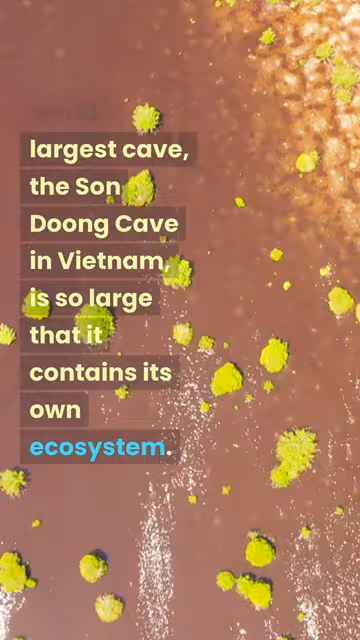 largest cave,
the Son
Doong Cave
in Vietnam,
is so large
that it
contains its
own
ecosystem.